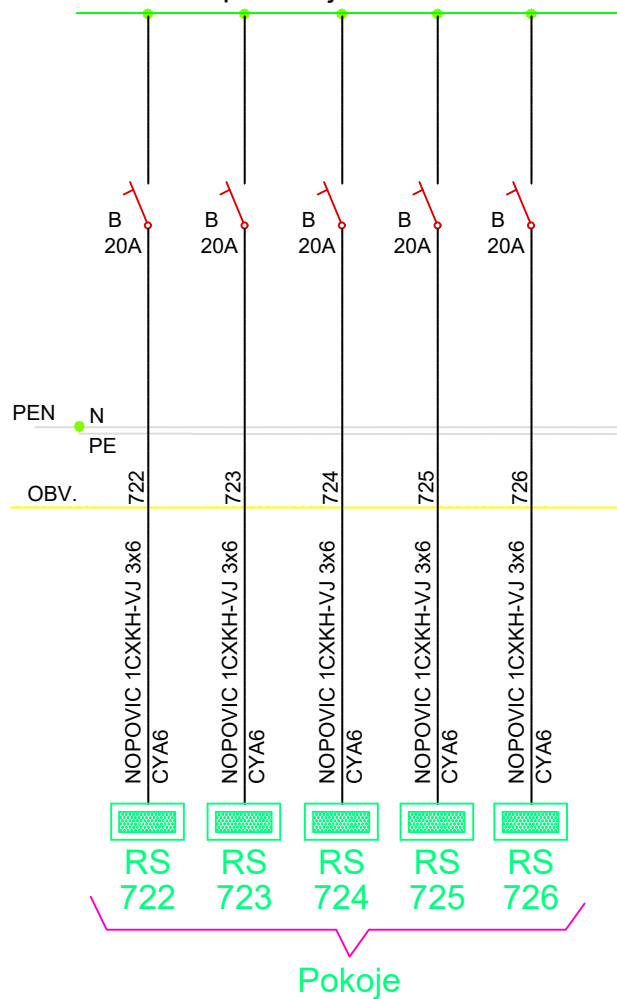 B B B B B
20A 20A 20A 20A 20A
PEN N
PE
OBV. 722 723 724 725 726
NOPOVIC 1CXKH-VJ 3x6
CYA6
NOPOVIC 1CXKH-VJ 3x6
CYA6
NOPOVIC 1CXKH-VJ 3x6
CYA6
NOPOVIC 1CXKH-VJ 3x6
CYA6
NOPOVIC 1CXKH-VJ 3x6
CYA6
RS RS RS RS RS
722 723 724 725 726
Pokoje